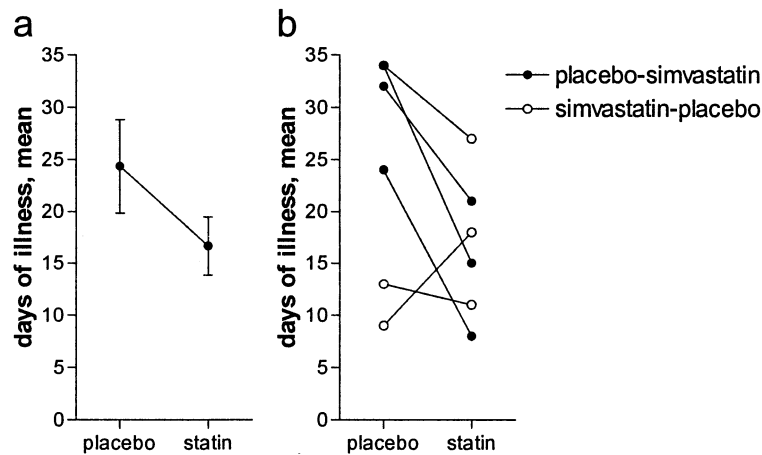 a
days of illness, mean
35
30
25
20
15
10
5
0
placebo statin
b
days of illness, mean
35
30
25
20
15
10
5
0
placebo statin
placebo-simvastatin
simvastatin-placebo